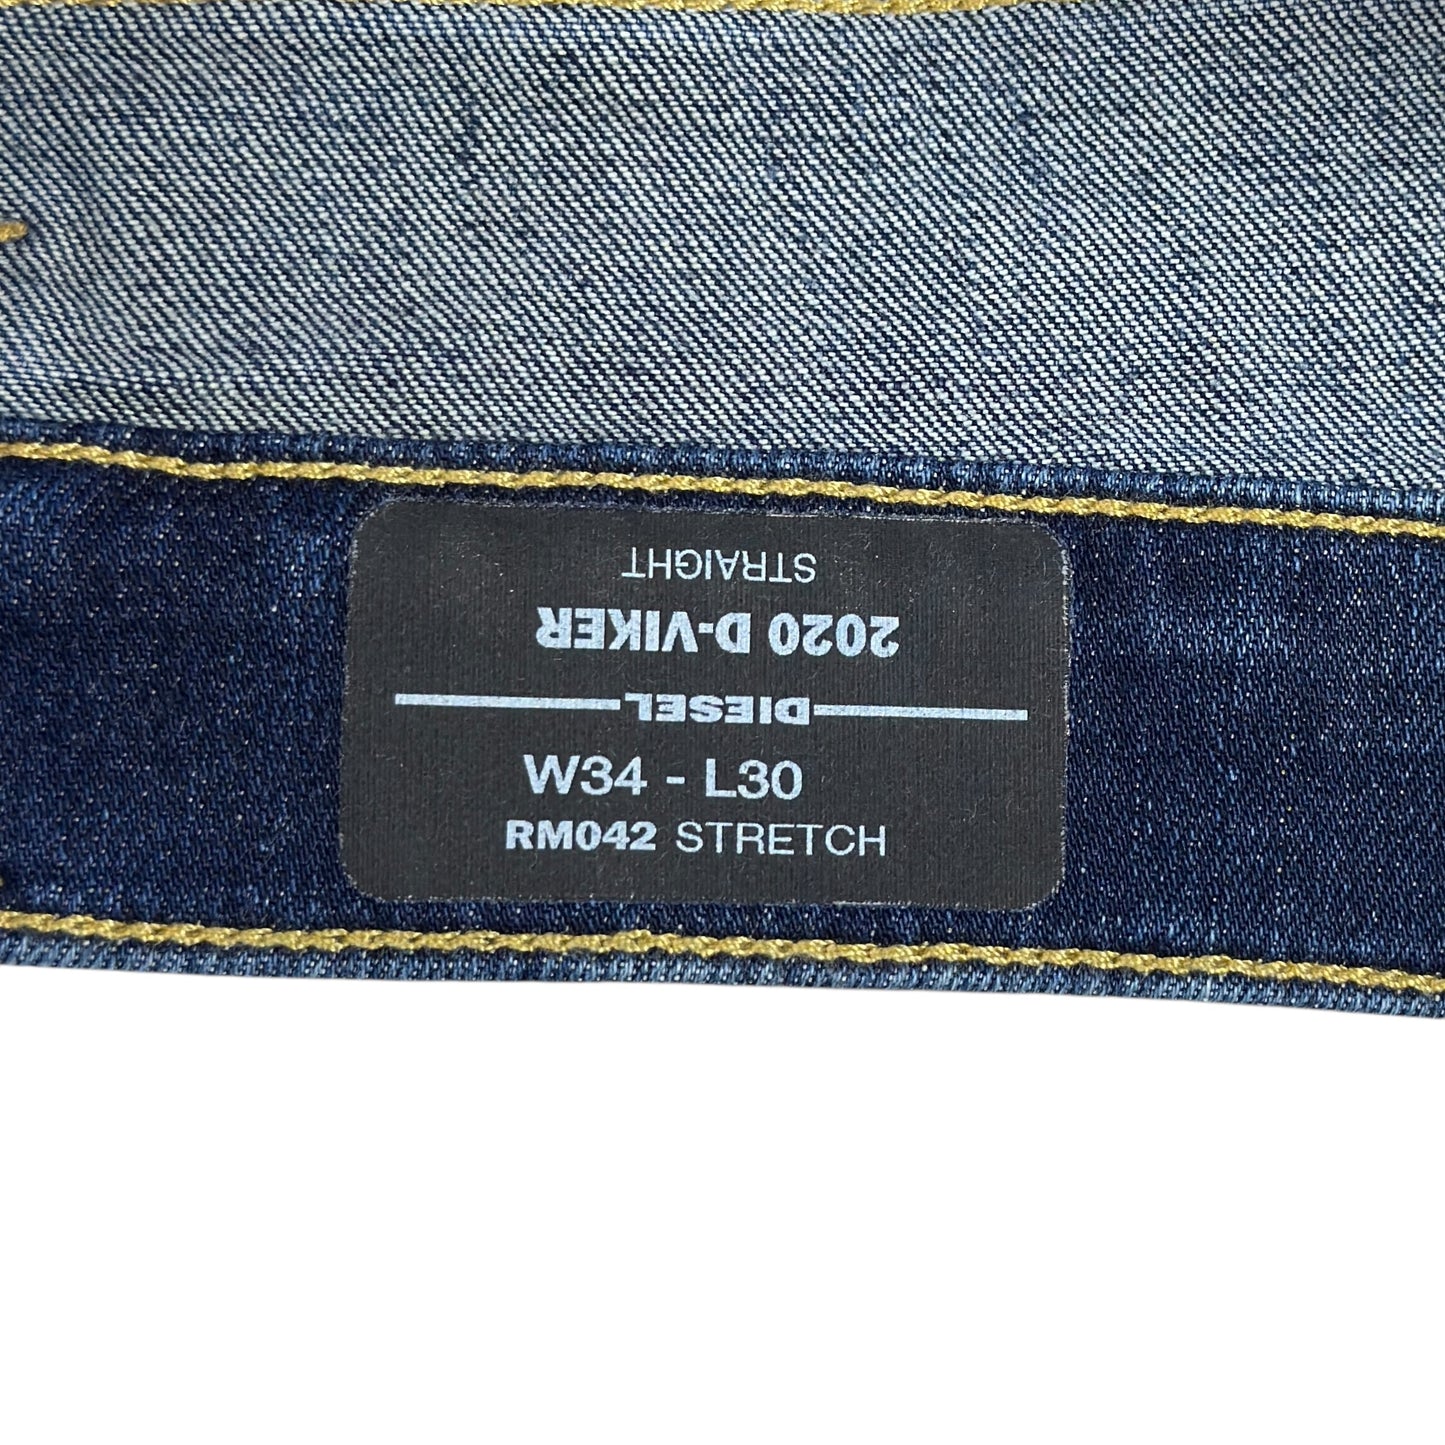 STRAIGHT
2020 D-VIKER
DIESEL
W34 - L30
RM042 STRETCH